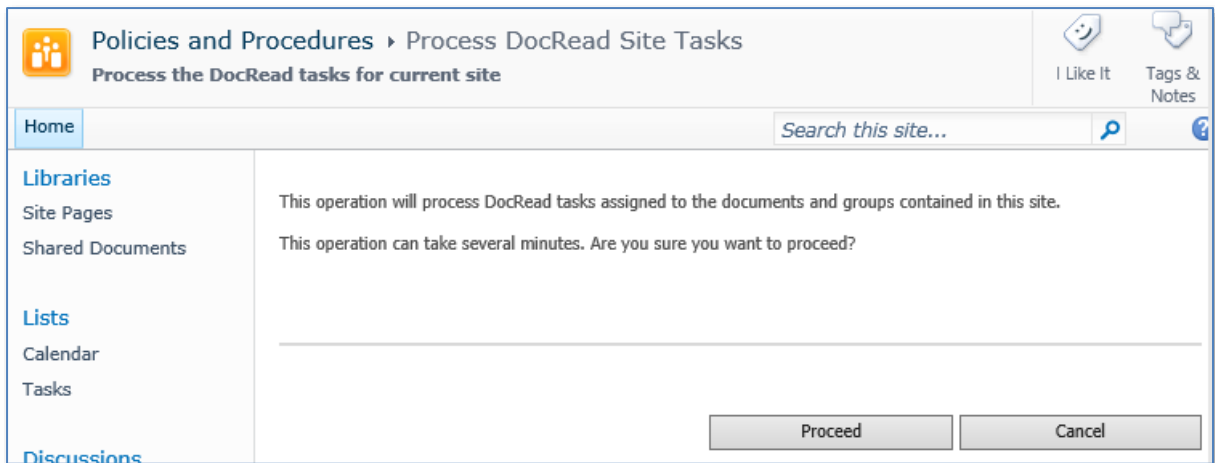 Policies and Procedures ▸ Process DocRead Site Tasks
Process the DocRead tasks for current site
I Like It
Tags &
Notes
Home
Search this site...
Libraries
Site Pages
Shared Documents
Lists
Calendar
Tasks
Discussions
This operation will process DocRead tasks assigned to the documents and groups contained in this site.
This operation can take several minutes. Are you sure you want to proceed?
Proceed
Cancel